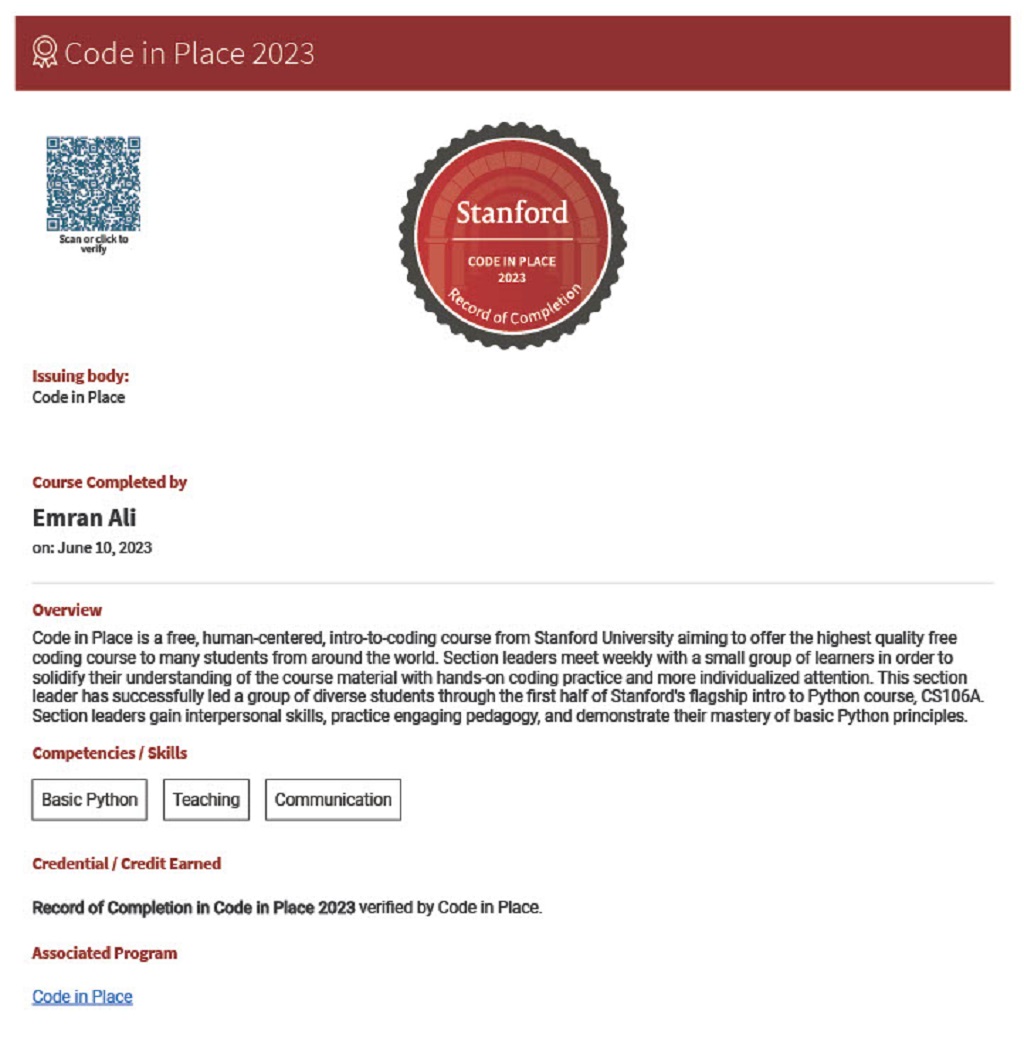 Code in Place 2023
Scan or click to
verify
Stanford
CODE IN PLACE
2023
Record of Completion
Issuing body:
Code in Place
Course Completed by
Emran Ali
on: June 10, 2023
Overview
Code in Place is a free, human-centered, intro-to-coding course from Stanford University aiming to offer the highest quality free
coding course to many students from around the world. Section leaders meet weekly with a small group of learners in order to
solidify their understanding of the course material with hands-on coding practice and more individualized attention. This section
leader has successfully led a group of diverse students through the first half of Stanford's flagship intro to Python course, CS106A.
Section leaders gain interpersonal skills, practice engaging pedagogy, and demonstrate their mastery of basic Python principles.
Competencies / Skills
Basic Python Teaching Communication
Credential / Credit Earned
Record of Completion in Code in Place 2023 verified by Code in Place.
Associated Program
Code in Place